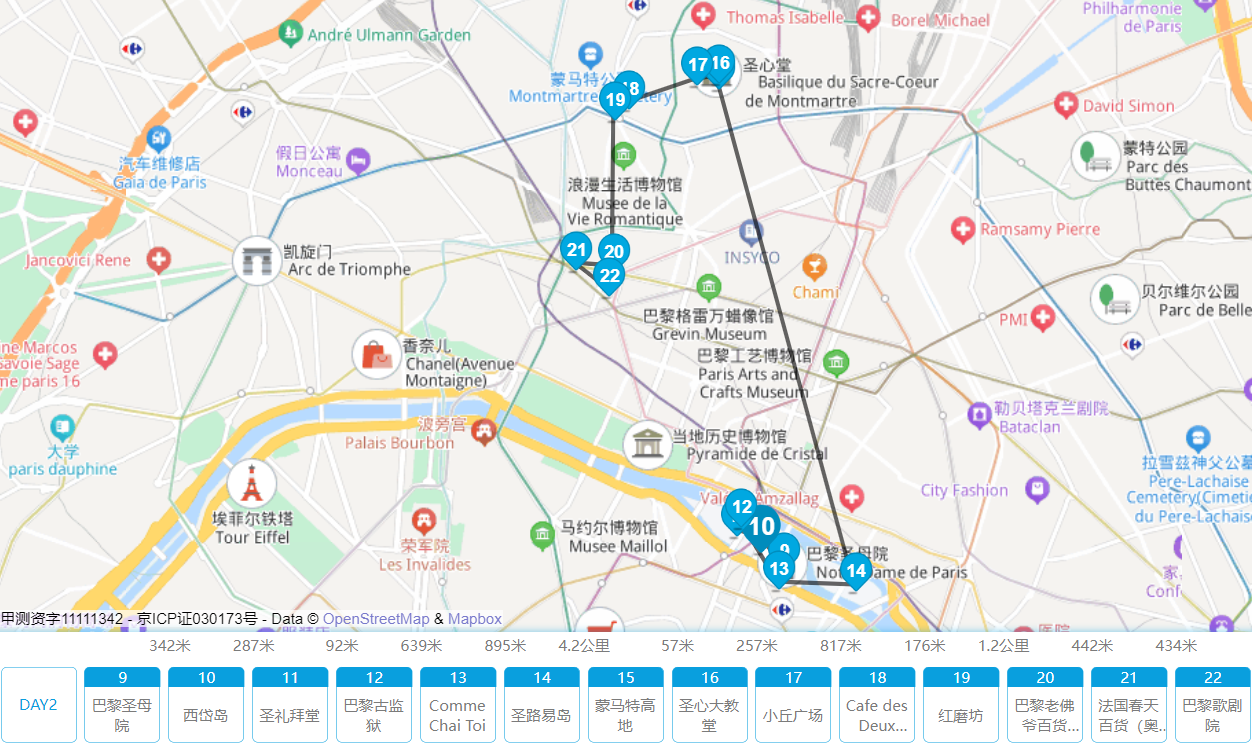 Thomas Isabelle
Borel Michael
Philharmonie
de Paris
André Ulmann Garden
17
16
圣心堂
Basilique du Sacre-Coeur
de Montmartre
蒙马特公
Montmartre
etery
18
19
David Simon
汽车维修店
Gaia de Paris
假日公寓
Monceau
浪漫生活博物馆
Musee de la
Vie Romantique
蒙特公园
Parc des
Buttes Chaumont
Jancovici Rene
凯旋门
Arc de Triomphe
21
20
22
INSYCO
Ramsamy Pierre
Chami
贝尔维尔公园
Parc de Belle
巴黎格雷万蜡像馆
Grevin Museum
PMI
ne Marcos
savoie Sage
me paris 16
香奈儿
Chanel(Avenue
Montaigne)
巴黎工艺博物馆
Paris Arts and
Crafts Museum
大学
paris dauphine
波旁宫
Palais Bourbon
当地历史博物馆
Pyramide de Cristal
勒贝塔克兰剧院
Bataclan
拉雪兹神父公墓
Pere-Lachaise
Cemetery(Cimetie
du Pere-Lachaise
埃菲尔铁塔
Tour Eiffel
荣军院
Les Invalides
马约尔博物馆
Musee Maillol
Amzallag
City Fashion
12
10
9
13
14
巴黎圣母院
Notre Dame de Paris
家
Conf
甲测资字11111342 - 京ICP证030173号 - Data © OpenStreetMap & Mapbox
医院
342米 287米 92米 639米 895米 4.2公里 57米 257米 817米 176米 1.2公里 442米 434米
DAY2
9
巴黎圣母
院
10
西岱岛
11
圣礼拜堂
12
巴黎古监
狱
13
Comme
Chai Toi
14
圣路易岛
15
蒙马特高
地
16
圣心大教
堂
17
小丘广场
18
Cafe des
Deux...
19
红磨坊
20
巴黎老佛
爷百货...
21
法国春天
百货（奥...
22
巴黎歌剧
院